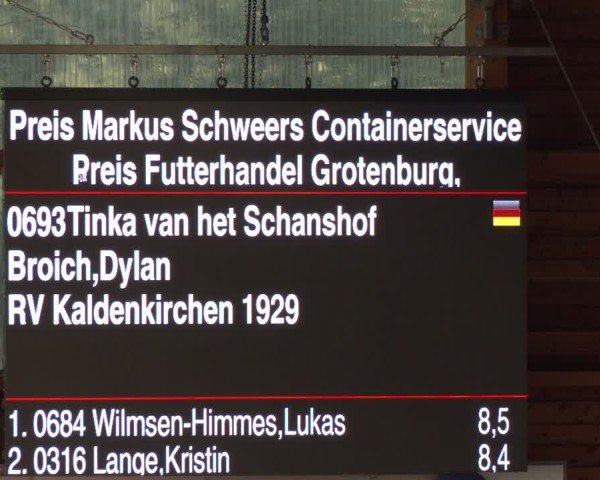 Preis Markus Schweers Containerservice
Preis Futterhandel Grotenburg,
0693Tinka van het Schanshof
Broich,Dylan
RV Kaldenkirchen 1929
1. 0684 Wilmsen-Himmes,Lukas 8,5
2. 0316 Lange,Kristin 8,4